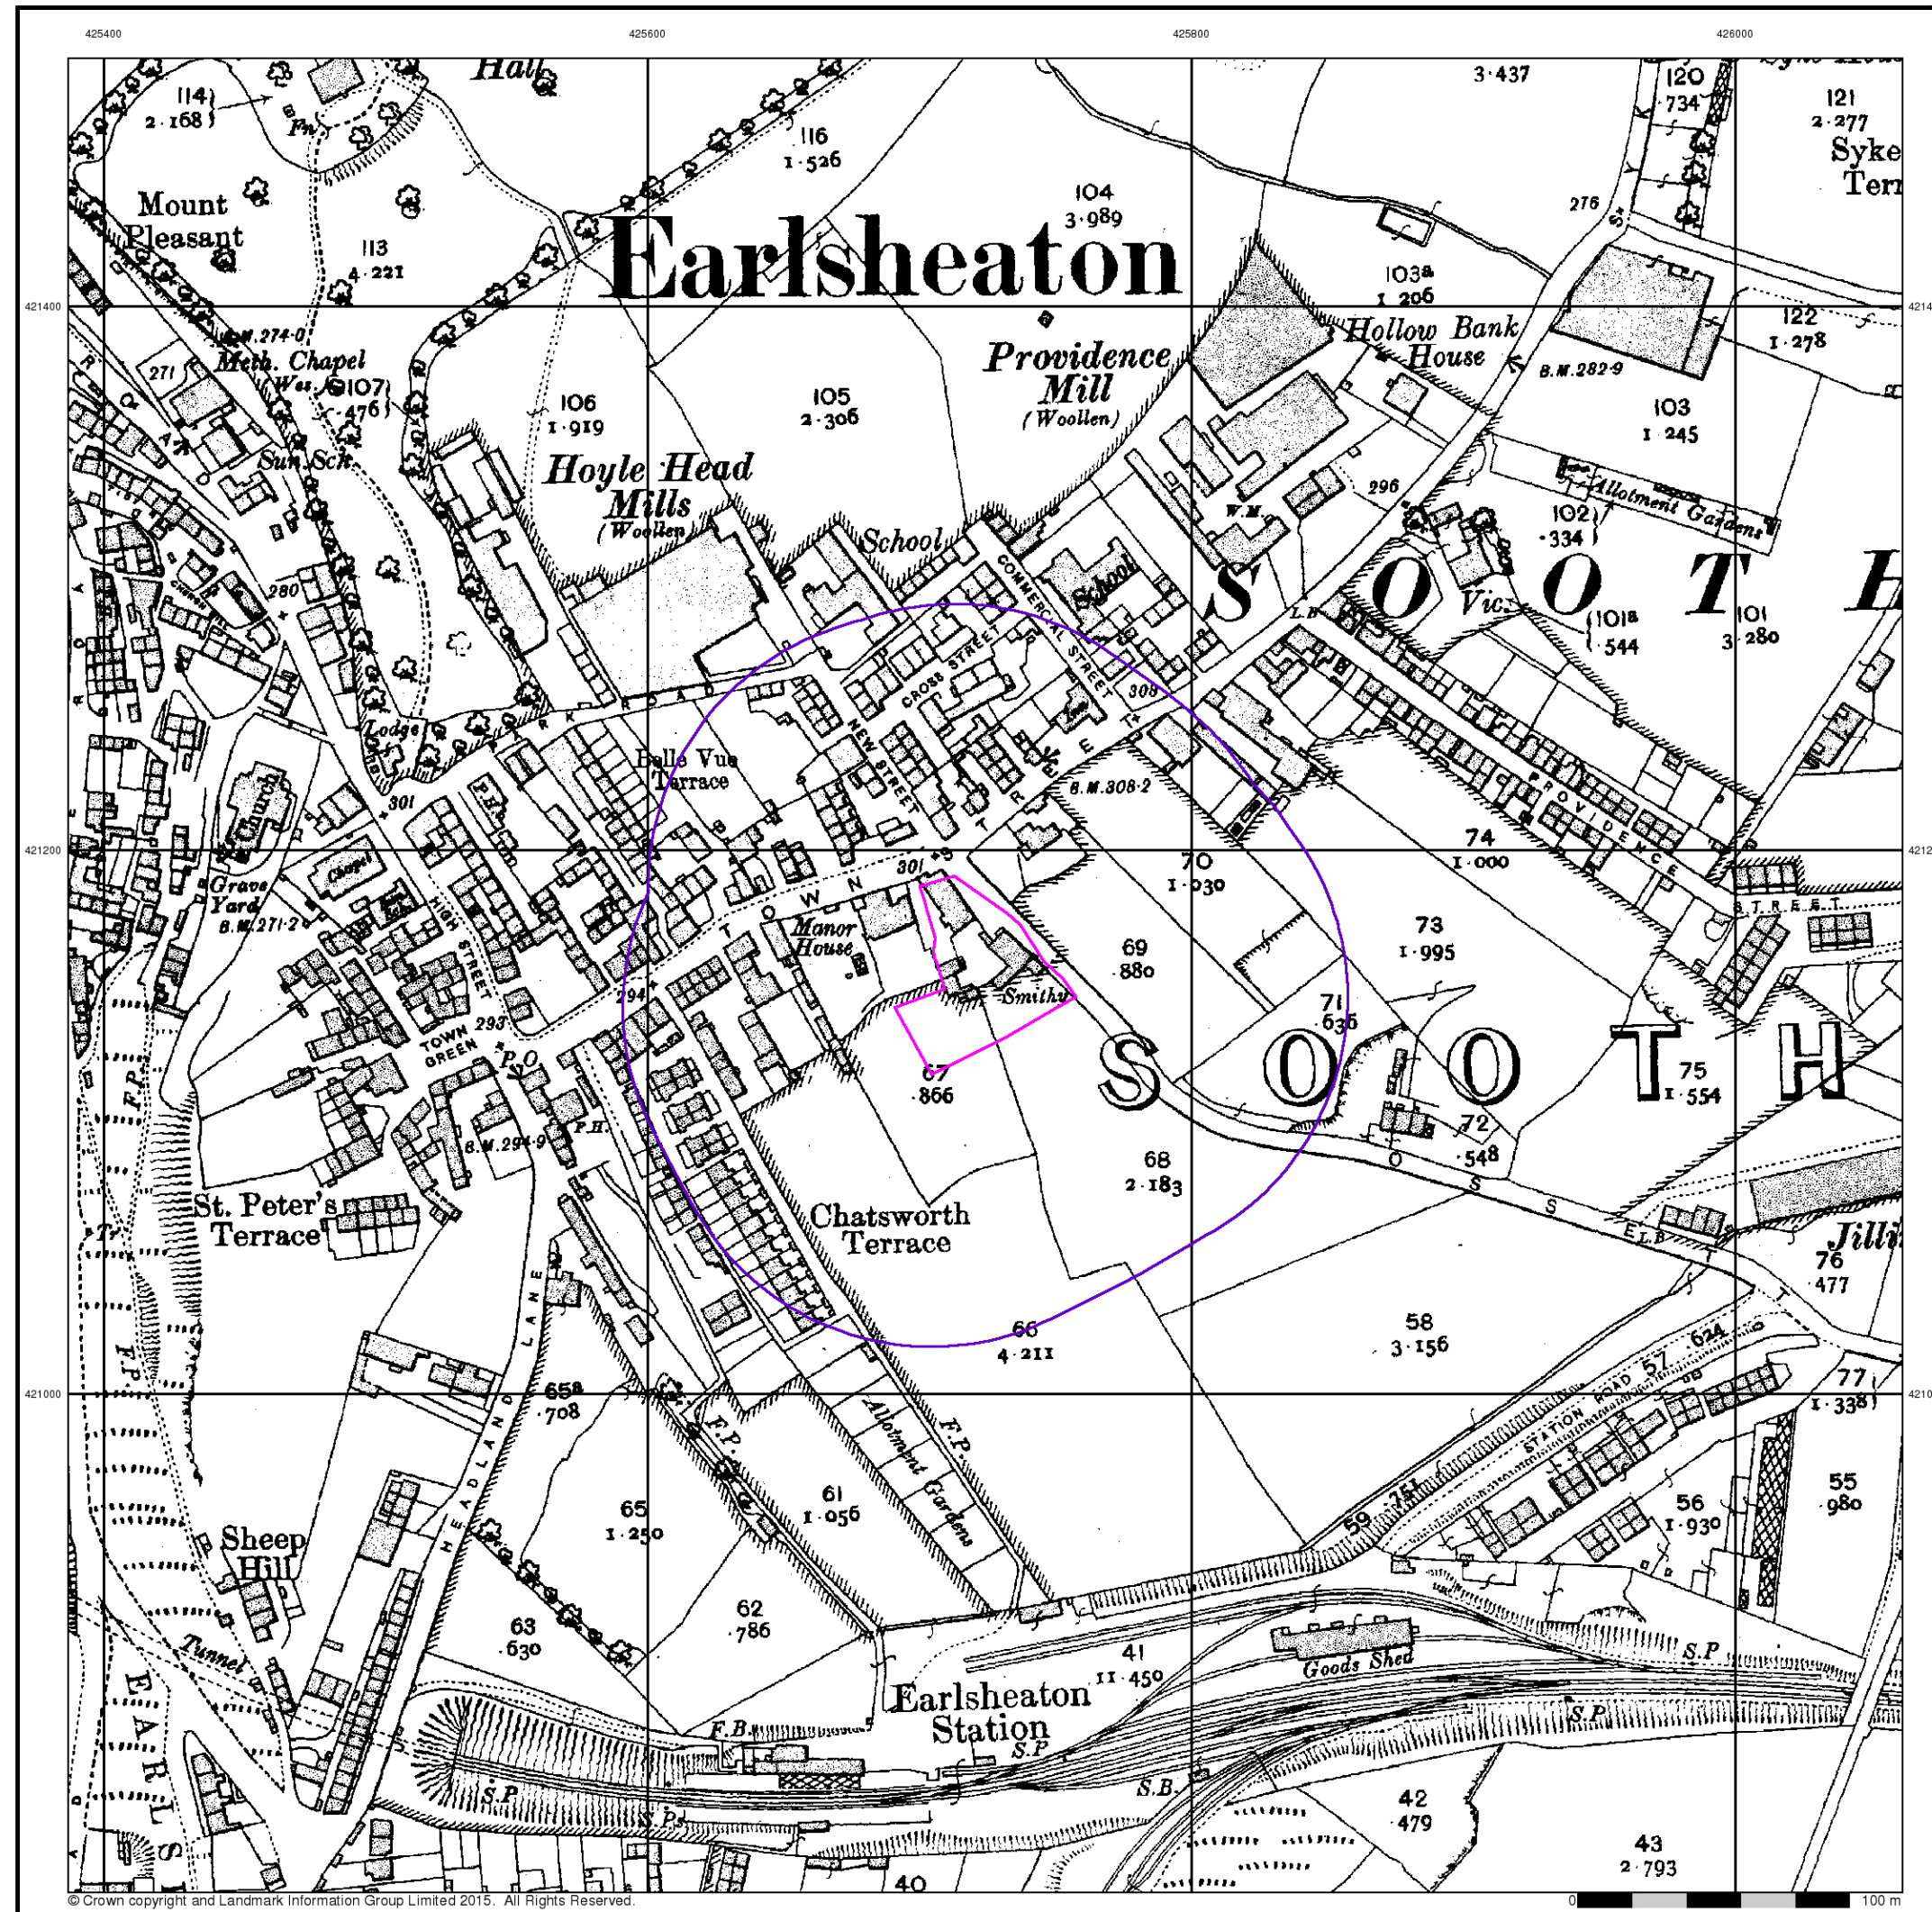 425400
425600
425800
426000
Hall
114
2.168
Fn.
116
1.526
3.437
120
.734
121
2.277
Syke
Terr
Mount
Pleasant
113
4.221
104
3.989
276
SYKE
Earlsheaton
421400
103a
1.206
122
1.278
B.M.274.0
Meth. Chapel
(Wes.)
107
.476
271
Providence
Mill
(Woollen)
Hollow Bank
House
B.M.282.9
106
1.919
105
2.306
103
1.245
Sun. Sch.
Hoyle Head
Mills
(Woollen)
School
W.M.
296
Allotment Gardens
102
.334
ROAD
CHURCH
280
COMMERCIAL STREET
School
SOOTH
L.B.
Vic.
101a
.544
101
3.280
CROSS STREET
308
PARK ROAD
Lodge
Belle Vue
Terrace
NEW STREET
B.M.308.2
PROVIDENCE
STREET
Church
301
P.H.
421200
Grave
Yard
Chapel
B.M.271.2
HIGH STREET
TOWN STREET
301
Manor
House
70
1.030
74
1.000
73
1.995
69
.880
Smithy
294
293
TOWN
GREEN
P.O.
71
.636
SOOTH
75
1.554
67
.866
F.P.
B.M.294.9
P.H.
72
.548
68
2.183
St. Peter's
Terrace
Chatsworth
Terrace
L.B.
Jilli
76
.477
HEADLAND LANE
66
4.211
58
3.156
57 .624
STATION ROAD
77
1.338
421000
65a
.708
F.P.
F.P.
F.P.
Allotment Gardens
59 .751
65
1.250
61
1.056
56
1.930
55
.980
Sheep
Hill
63
.630
62
.786
Tunnel
41
11.450
Goods Shed
S.P.
Earlsheaton
Station
F.B.
S.P.
S.P.
S.P.
S.Ps.
S.B.
EARLS
42
.479
43
2.793
40
© Crown copyright and Landmark Information Group Limited 2015. All Rights Reserved.
0
100 m